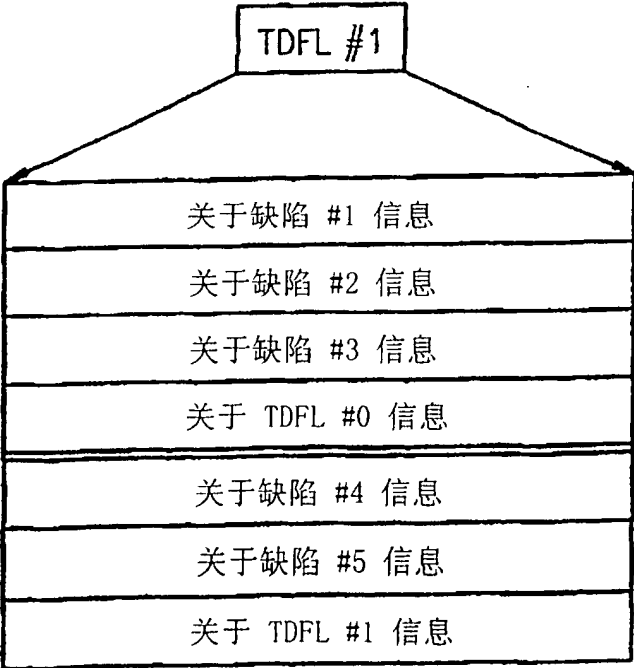 TDFL #1
关于缺陷 #1 信息
关于缺陷 #2 信息
关于缺陷 #3 信息
关于 TDFL #0 信息
关于缺陷 #4 信息
关于缺陷 #5 信息
关于 TDFL #1 信息